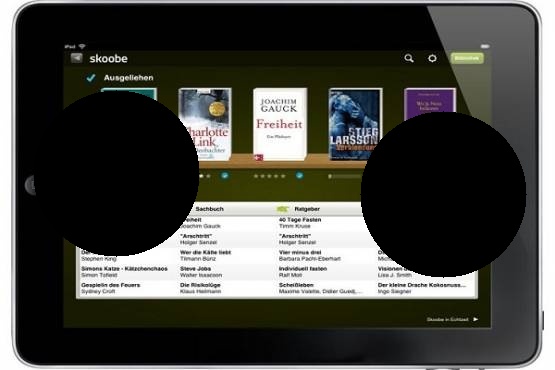 iPad
skoobe
Bibliothek
Ausgeliehen
Charlotte
Link
Beobachter
JOACHIM
GAUCK
Freiheit
Ein Plädoyer
STIEG
LARSSON
Sachbuch
Ratgeber
Freiheit
40 Tage Fasten
Joachim Gauck
Timm Kruse
"Arschtritt"
"Arschtritt"
Holger Senzel
Holger Senzel
Wer die Kälte liebt
Vier minus drei
Stephen King
Tilmann Bünz
Barbara Pachl-Eberhart
Simons Katze - Kätzchenchaos
Steve Jobs
Individuell fasten
Visionen
Simon Tofield
Walter Isaacson
Ralf Moll
Lisa J. Smith
Gespielin des Feuers
Die Risikolüge
Scheißleben
Der kleine Drache Kokosnuss...
Sydney Croft
Klaus Heilmann
Maxime Valette, Didier Guedj,...
Ingo Siegner
Skoobe in Echtzeit